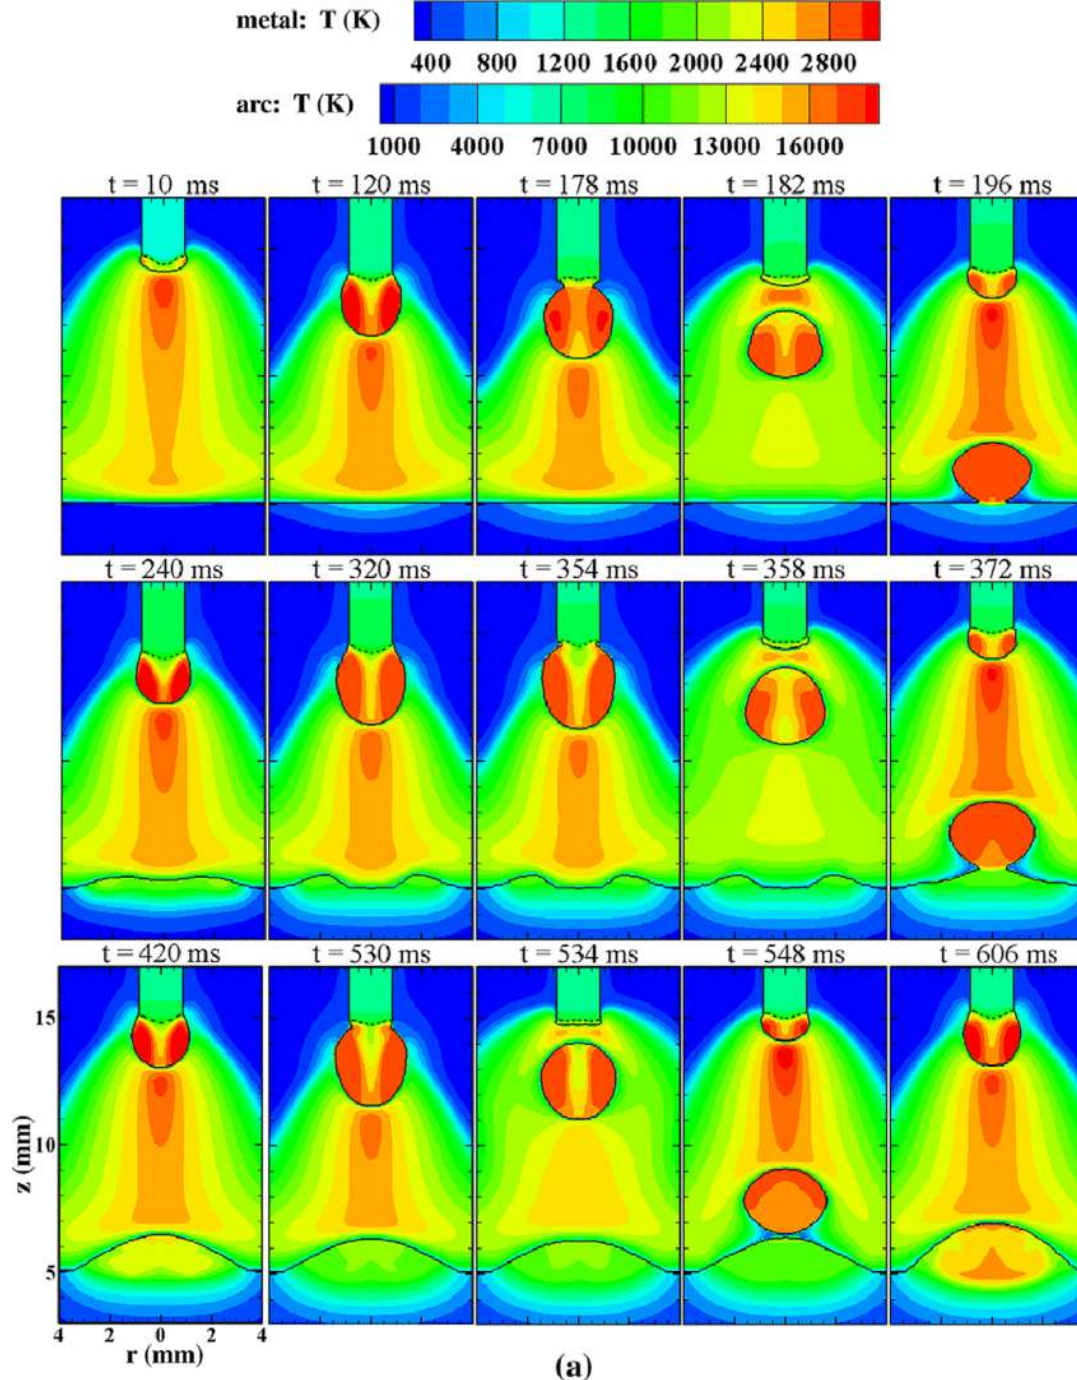 metal: T (K)
400 800 1200 1600 2000 2400 2800
arc: T (K)
1000 4000 7000 10000 13000 16000
t = 10 ms t = 120 ms t = 178 ms t = 182 ms t = 196 ms
t = 240 ms t = 320 ms t = 354 ms t = 358 ms t = 372 ms
t = 420 ms t = 530 ms t = 534 ms t = 548 ms t = 606 ms
15
10
5
z (mm)
4 2 0 2 4
r (mm)
(a)